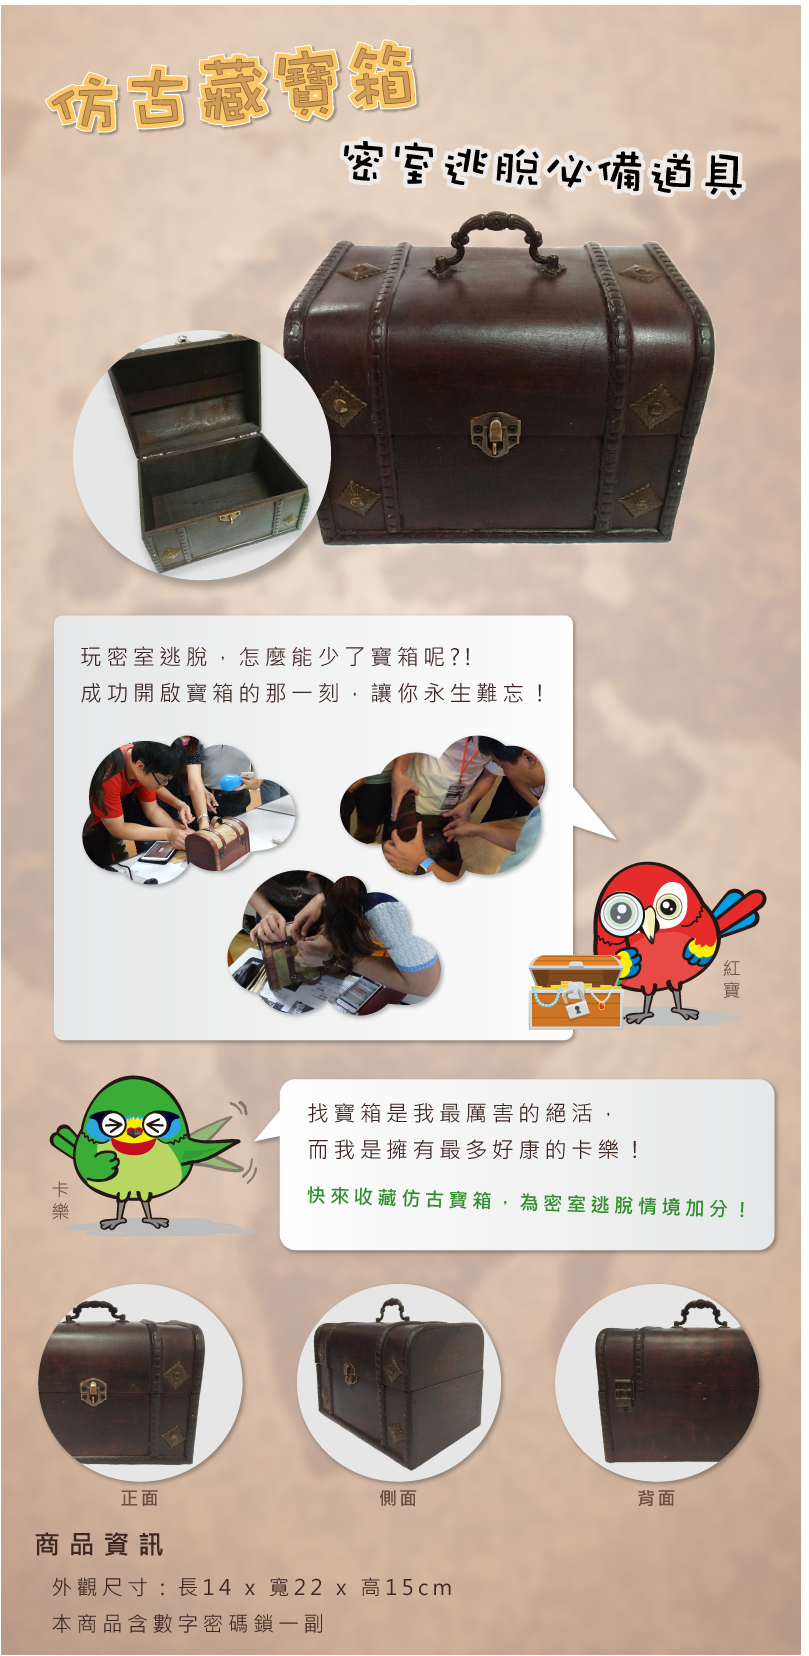 仿古藏寶箱
密室逃脫必備道具
玩密室逃脫，怎麼能少了寶箱呢?!
成功開啟寶箱的那一刻，讓你永生難忘！
紅寶
找寶箱是我最厲害的絕活，
而我是擁有最多好康的卡樂！
快來收藏仿古寶箱，為密室逃脫情境加分！
卡樂
正面
側面
背面
商品資訊
外觀尺寸：長14 x 寬22 x 高15cm
本商品含數字密碼鎖一副